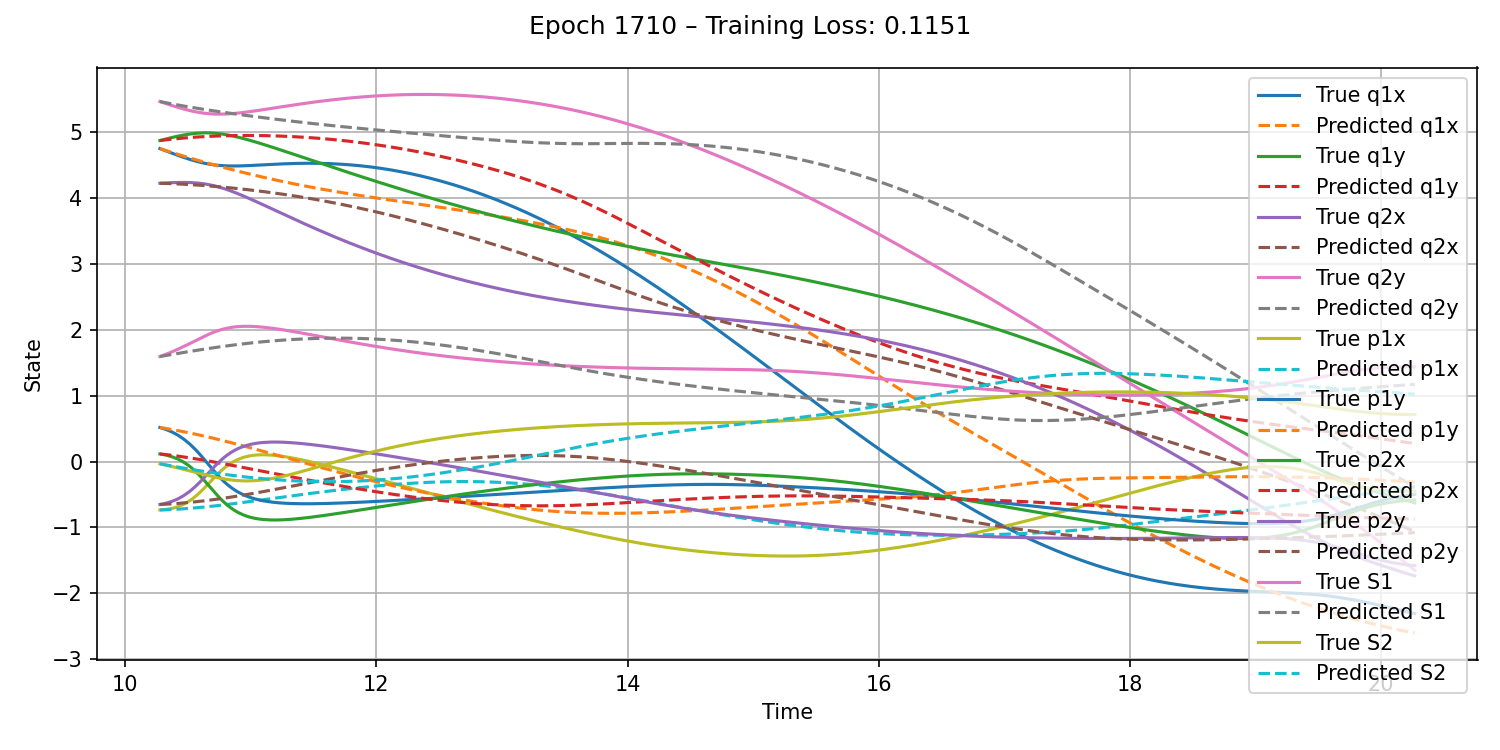 Epoch 1710 – Training Loss: 0.1151
State
5
4
3
2
1
0
−1
−2
−3
10
12
14
16
18
20
Time
True q1x
Predicted q1x
True q1y
Predicted q1y
True q2x
Predicted q2x
True q2y
Predicted q2y
True p1x
Predicted p1x
True p1y
Predicted p1y
True p2x
Predicted p2x
True p2y
Predicted p2y
True S1
Predicted S1
True S2
Predicted S2